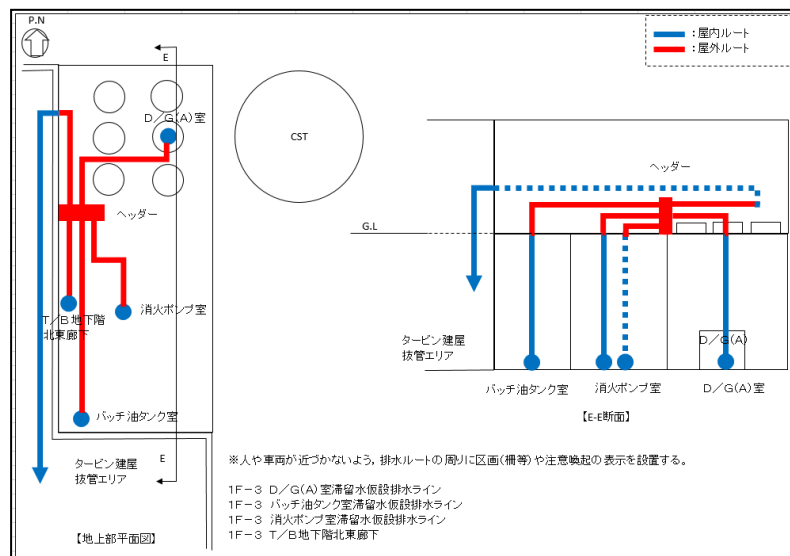 P.N
E
:屋内ルート
:屋外ルート
D/G(A)室
CST
ヘッダー
ヘッダー
G.L
T/B地下階
北東廊下
消火ポンプ室
タービン建屋
抜管エリア
D/G(A)
バッチ油タンク室
消火ポンプ室
D/G(A)室
バッチ油タンク室
【E-E断面】
タービン建屋
抜管エリア
E
※人や車両が近づかないよう，排水ルートの周りに区画(柵等)や注意喚起の表示を設置する。
1F-3 D/G(A)室滞留水仮設排水ライン
1F-3 バッチ油タンク室滞留水仮設排水ライン
1F-3 消火ポンプ室滞留水仮設排水ライン
1F-3 T/B地下階北東廊下
【地上部平面図】